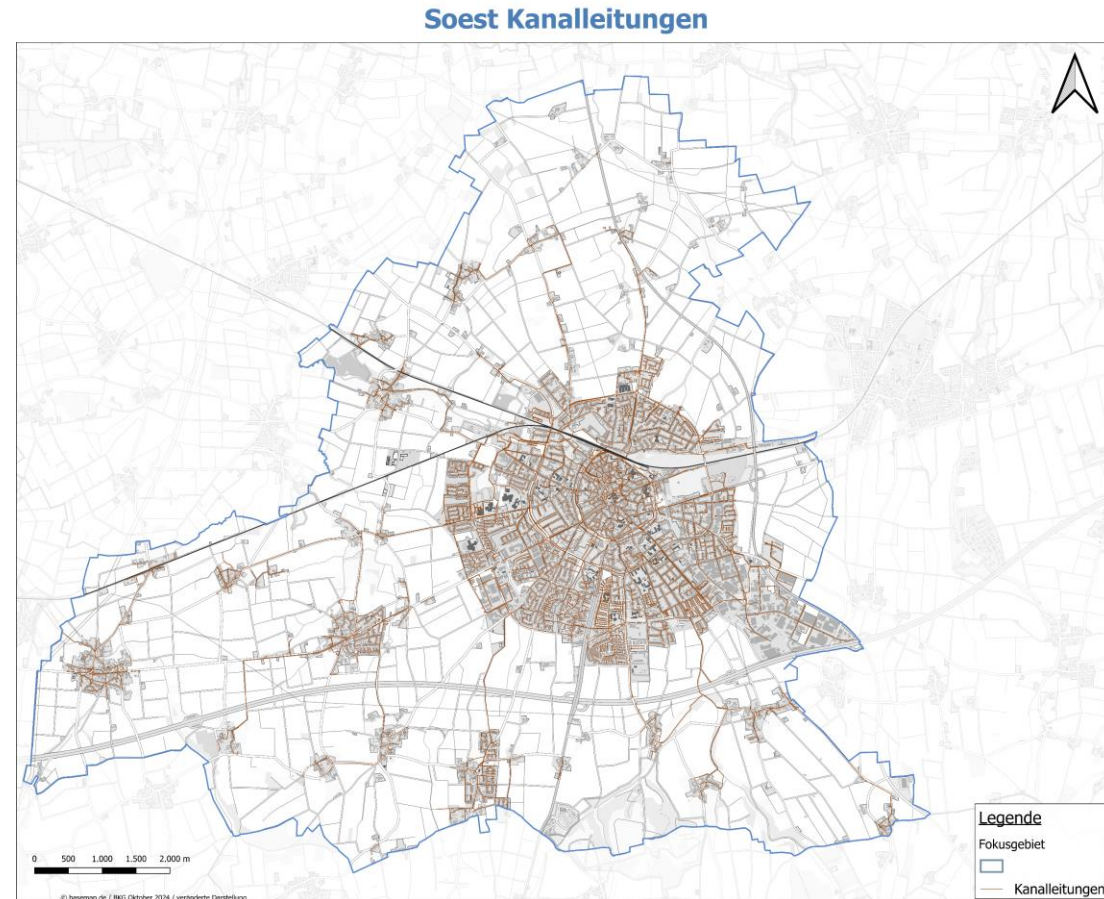 Soest Kanalleitungen
Legende
Fokusgebiet
Kanalleitungen
0 500 1.000 1.500 2.000 m
© basemap.de / BKG Oktober 2024 / veränderte Darstellung